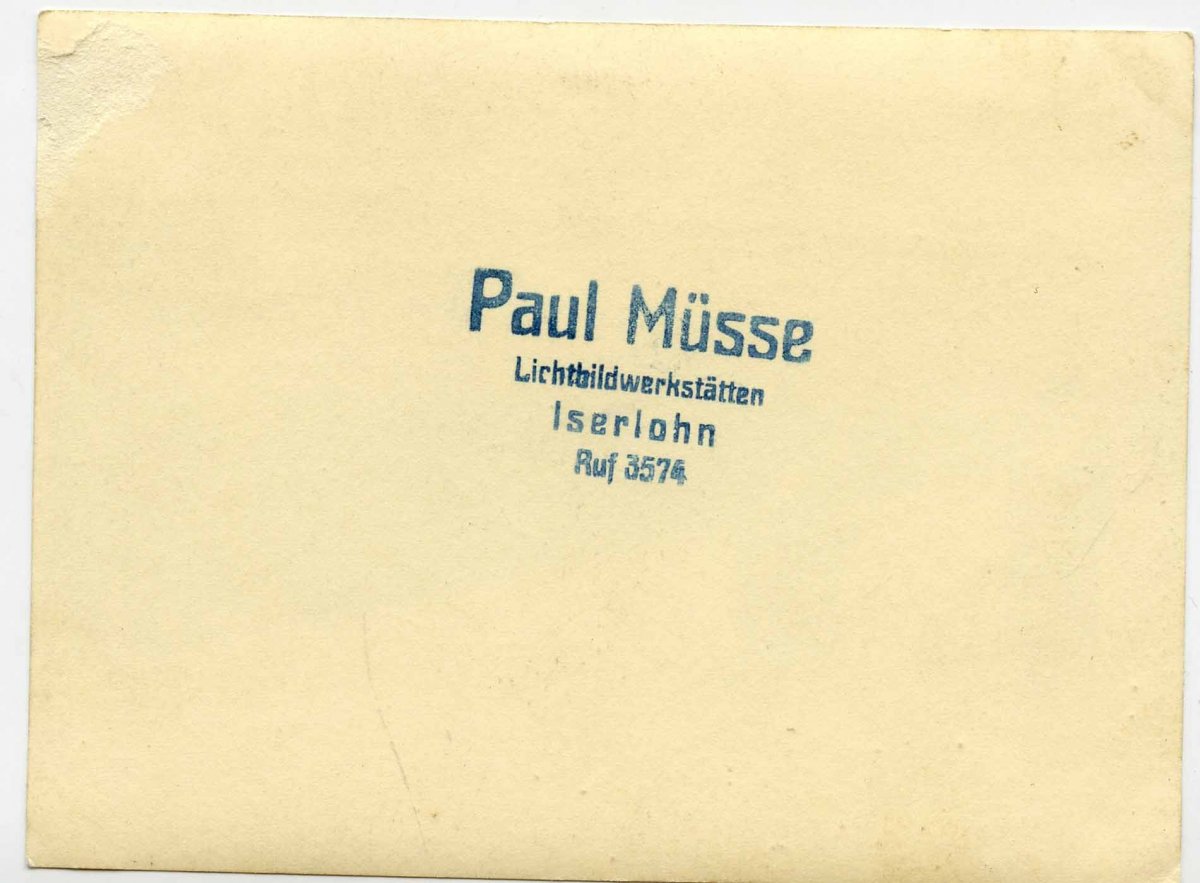 Paul Müsse
Lichtbildwerkstätten
Iserlohn
Ruf 3574